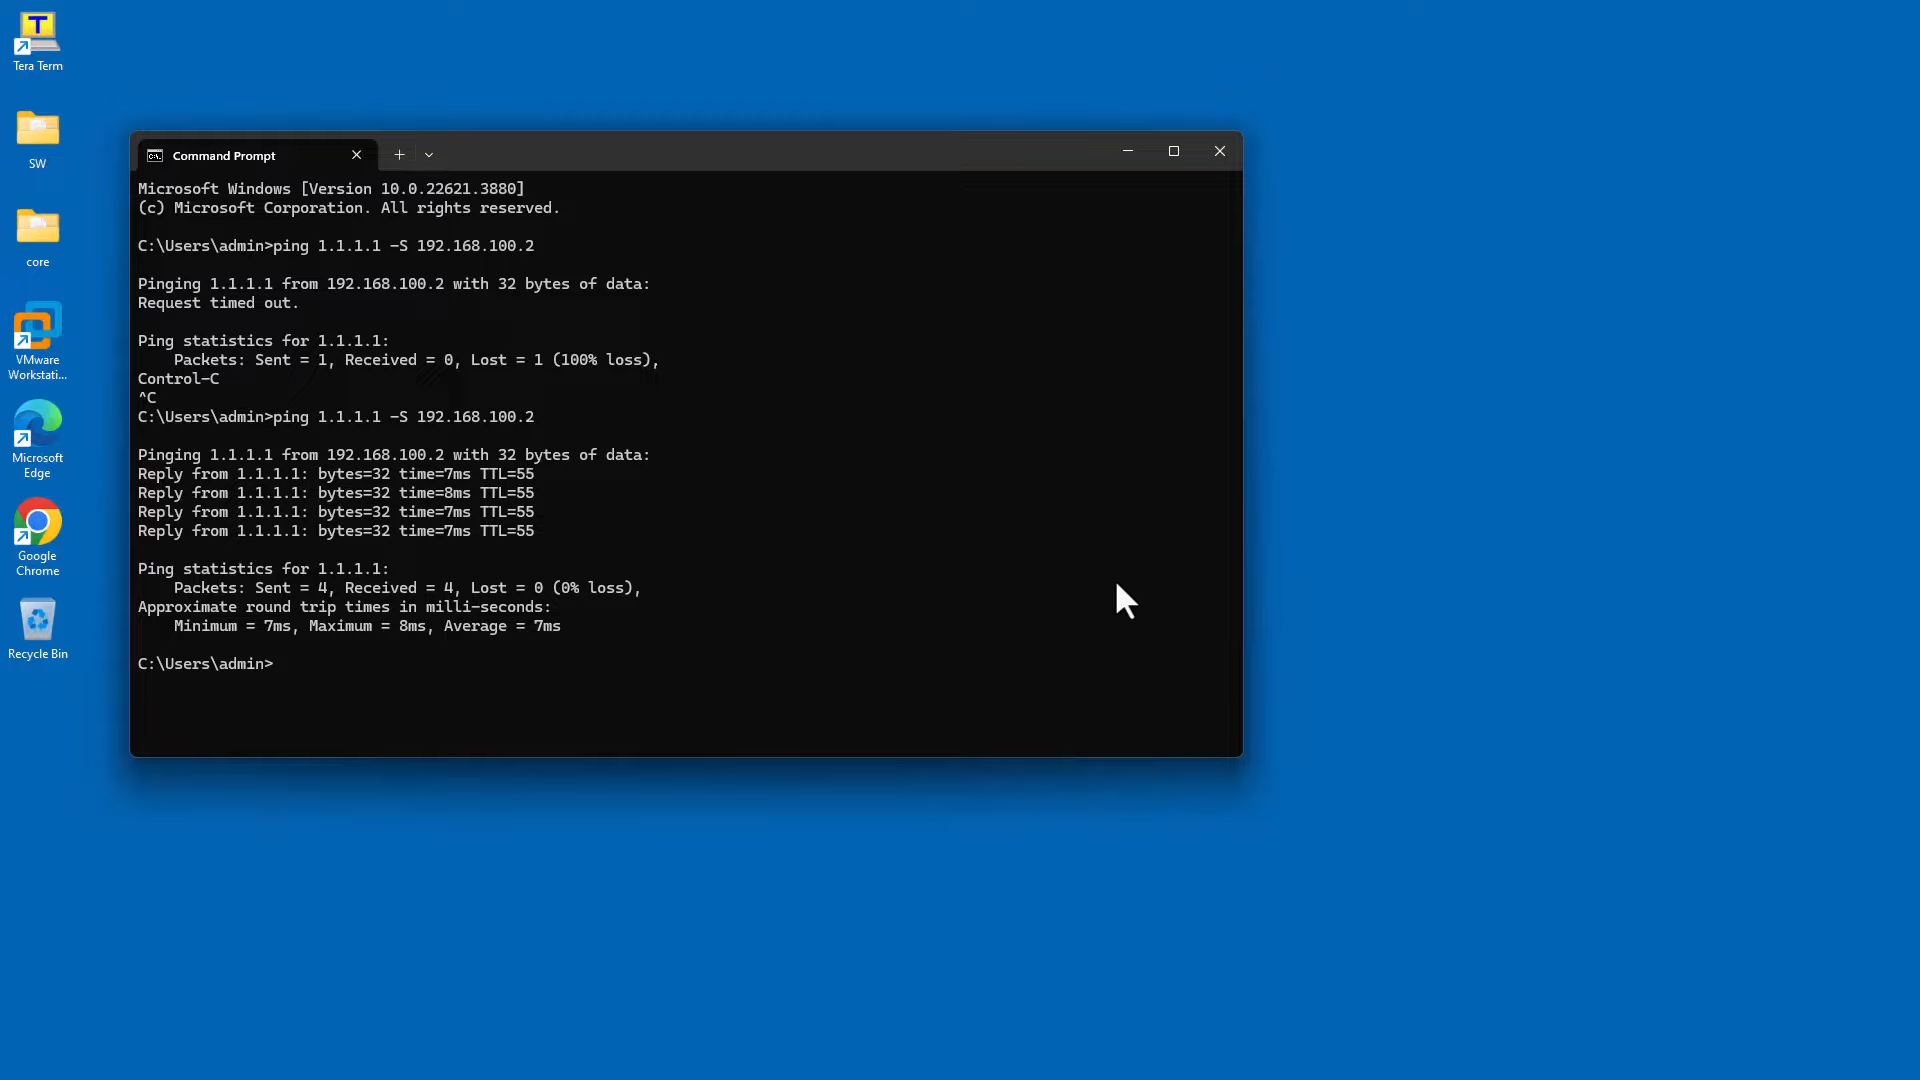 T
Tera Term
SW
core
VMware
Workstati...
Microsoft
Edge
Google
Chrome
Recycle Bin
Command Prompt
Microsoft Windows [Version 10.0.22621.3880]
(c) Microsoft Corporation. All rights reserved.
C:\Users\admin>ping 1.1.1.1 -S 192.168.100.2
Pinging 1.1.1.1 from 192.168.100.2 with 32 bytes of data:
Request timed out.
Ping statistics for 1.1.1.1:
Packets: Sent = 1, Received = 0, Lost = 1 (100% loss),
Control-C
^C
C:\Users\admin>ping 1.1.1.1 -S 192.168.100.2
Pinging 1.1.1.1 from 192.168.100.2 with 32 bytes of data:
Reply from 1.1.1.1: bytes=32 time=7ms TTL=55
Reply from 1.1.1.1: bytes=32 time=8ms TTL=55
Reply from 1.1.1.1: bytes=32 time=7ms TTL=55
Reply from 1.1.1.1: bytes=32 time=7ms TTL=55
Ping statistics for 1.1.1.1:
Packets: Sent = 4, Received = 4, Lost = 0 (0% loss),
Approximate round trip times in milli-seconds:
Minimum = 7ms, Maximum = 8ms, Average = 7ms
C:\Users\admin>